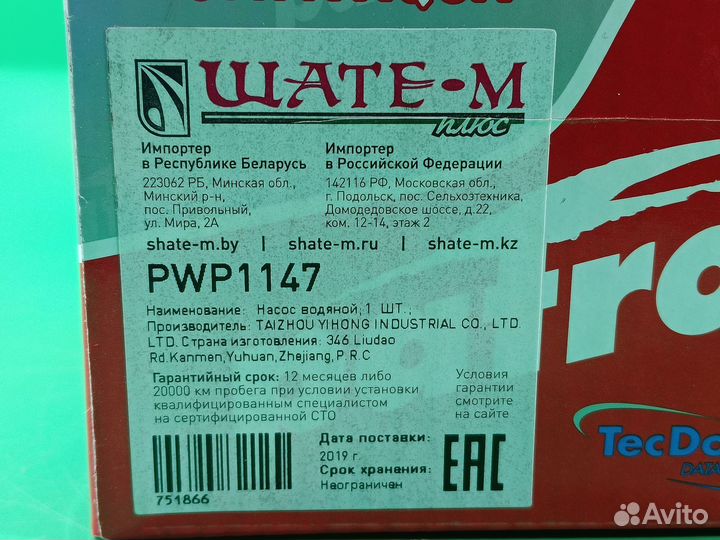 ШАТЕ-М
плюс
Импортер
в Республике Беларусь
223062 РБ, Минская обл.,
Минский р-н,
пос. Привольный,
ул. Мира, 2А
Импортер
в Российской Федерации
142116 РФ, Московская обл.,
г. Подольск, пос. Сельхозтехника,
Домодедовское шоссе, д.22,
ком. 12-14, этаж 2
shate-m.by | shate-m.ru | shate-m.kz
PWP1147
Наименование: Насос водяной; 1 ШТ.;
Производитель: TAIZHOU YIHONG INDUSTRIAL CO., LTD.
LTD. Страна изготовления: 346 Liudao
Rd.Kanmen,Yuhuan,Zhejiang,P.R.C
Гарантийный срок: 12 месяцев либо
20000 км пробега при условии установки
квалифицированным специалистом
на сертифицированной СТО
Условия
гарантии
смотрите
на сайте
Дата поставки:
2019 г.
Срок хранения:
Неограничен
751866
ЕАС
TecDo
DATA
Avito